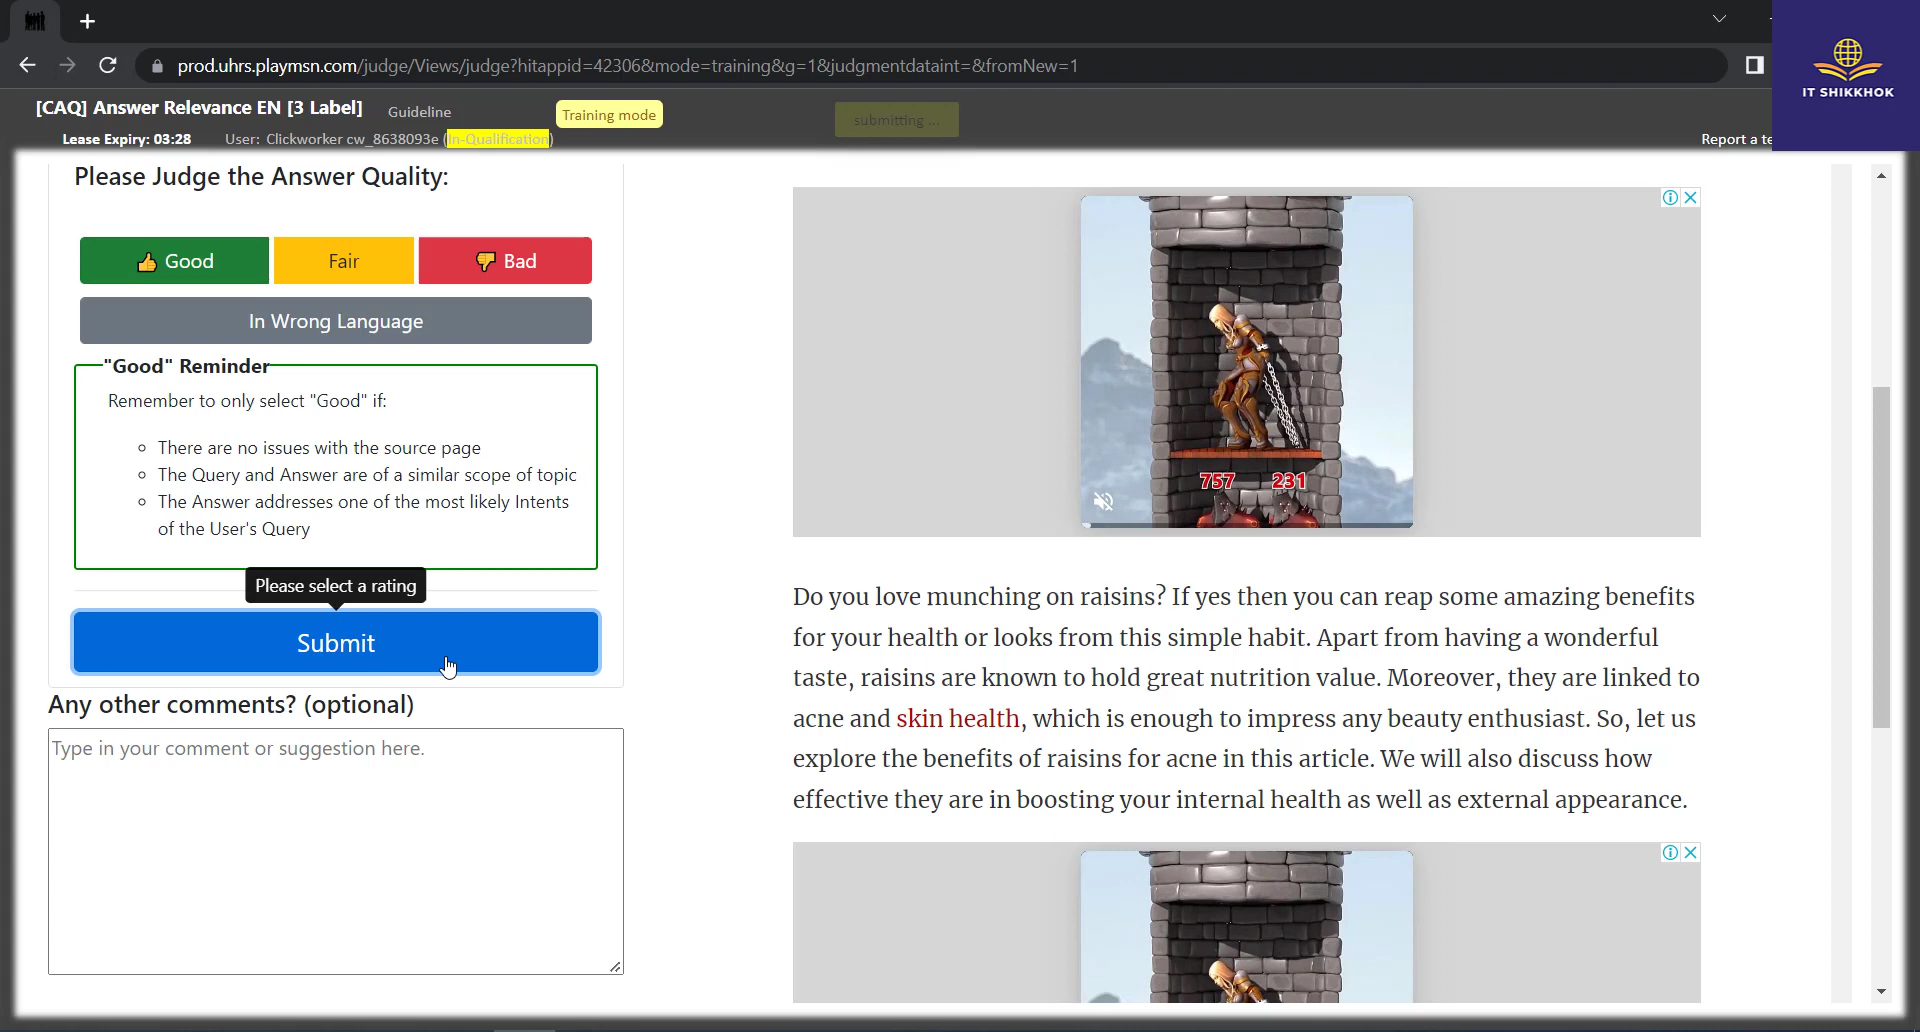 prod.uhrs.playmsn.com/judge/Views/judge?hitappid=42306&mode=training&g=1&judgmentdataint=&fromNew=1
IT SHIKKHOK
[CAQ] Answer Relevance EN [3 Label]
Guideline
Training mode
submitting ...
Lease Expiry: 03:28
User: Clickworker cw_8638093e (In-Qualification)
Report a te
Please Judge the Answer Quality:
Good
Fair
Bad
In Wrong Language
"Good" Reminder
Remember to only select "Good" if:
There are no issues with the source page
The Query and Answer are of a similar scope of topic
The Answer addresses one of the most likely Intents
of the User's Query
Please select a rating
Submit
Any other comments? (optional)
Type in your comment or suggestion here.
757 231
Do you love munching on raisins? If yes then you can reap some amazing benefits
for your health or looks from this simple habit. Apart from having a wonderful
taste, raisins are known to hold great nutrition value. Moreover, they are linked to
acne and skin health, which is enough to impress any beauty enthusiast. So, let us
explore the benefits of raisins for acne in this article. We will also discuss how
effective they are in boosting your internal health as well as external appearance.